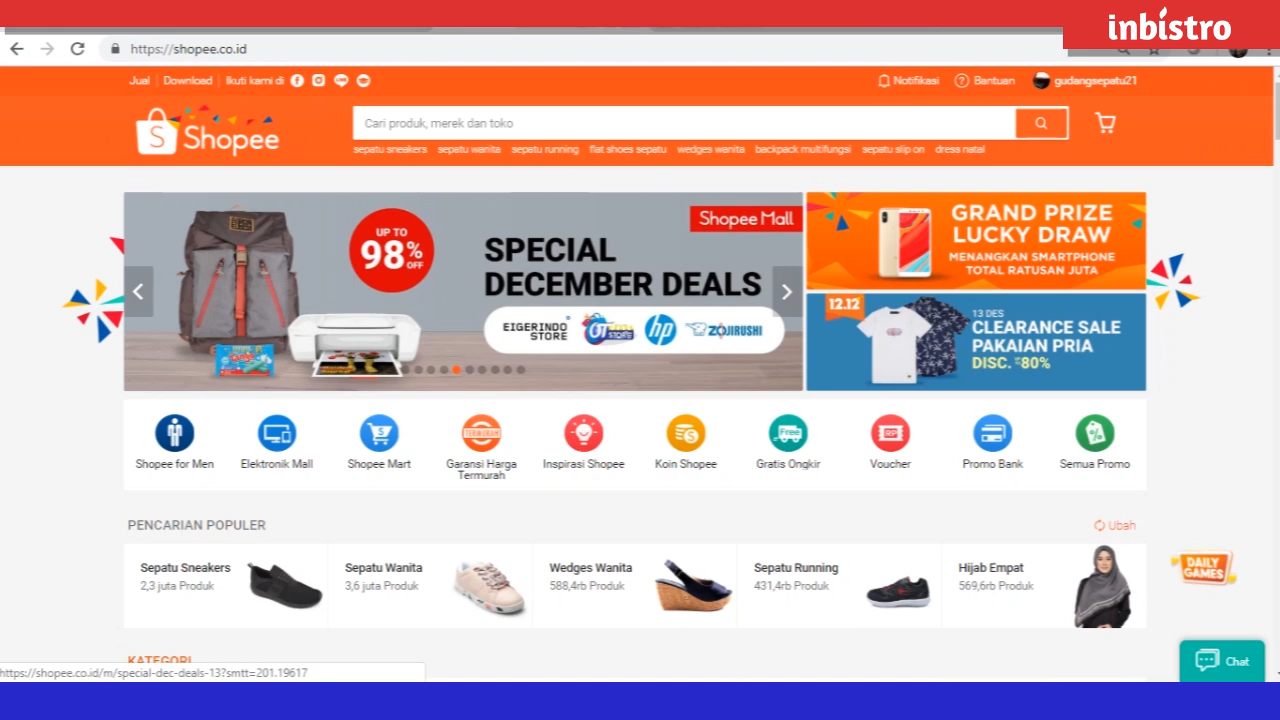 inbistro
https://shopee.co.id
Jual Download Ikuti kami di
Notifikasi Bantuan gudangsepatu21
Shopee
Cari produk, merek dan toko
sepatu sneakers sepatu wanita sepatu running flat shoes sepatu wedges wanita backpack multifungsi sepatu slip on dress natal
UP TO
98% OFF
Shopee Mall
SPECIAL
DECEMBER DEALS
EIGERINDO
STORE
hp
ZOJIRUSHI
GRAND PRIZE
LUCKY DRAW
MENANGKAN SMARTPHONE
TOTAL RATUSAN JUTA
12.12
13 DES
CLEARANCE SALE
PAKAIAN PRIA
DISC. 80%
Shopee for Men
Elektronik Mall
Shopee Mart
TERMURAH
Garansi Harga
Termurah
Inspirasi Shopee
Koin Shopee
Free
Gratis Ongkir
RP
Voucher
Promo Bank
Semua Promo
PENCARIAN POPULER
Ubah
Sepatu Sneakers
2,3 juta Produk
Sepatu Wanita
3,6 juta Produk
Wedges Wanita
588,4rb Produk
Sepatu Running
431,4rb Produk
Hijab Empat
569,6rb Produk
DAILY
GAMES
KATEGORI
https://shopee.co.id/m/special-dec-deals-13?smtt=201.19617
Chat